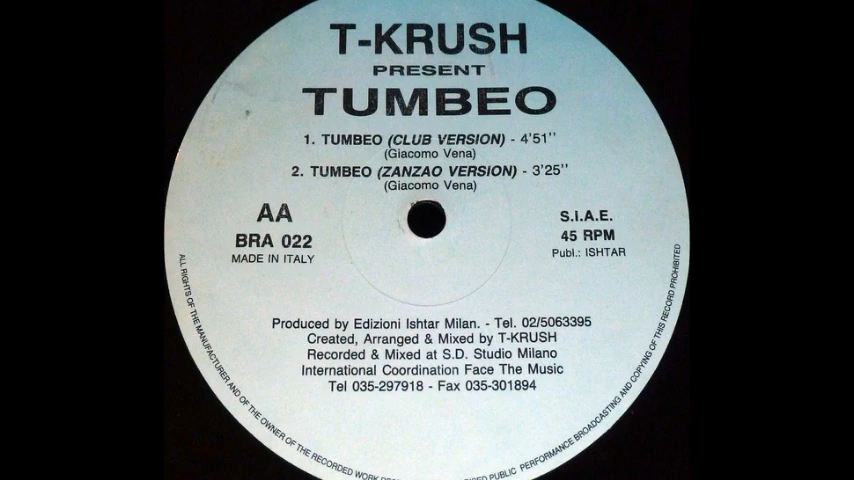 T-KRUSH
PRESENT
TUMBEO
1. TUMBEO (CLUB VERSION) - 4'51''
(Giacomo Vena)
2. TUMBEO (ZANZAO VERSION) - 3'25''
(Giacomo Vena)
AA
BRA 022
MADE IN ITALY
S.I.A.E.
45 RPM
Publ.: ISHTAR
Produced by Edizioni Ishtar Milan. - Tel. 02/5063395
Created, Arranged & Mixed by T-KRUSH
Recorded & Mixed at S.D. Studio Milano
International Coordination Face The Music
Tel 035-297918 - Fax 035-301894
ALL RIGHTS OF THE MANUFACTURER AND OF THE OWNER OF THE RECORDED WORK PUBLIC PERFORMANCE BROADCASTING AND COPYING OF THIS RECORD PROHIBITED